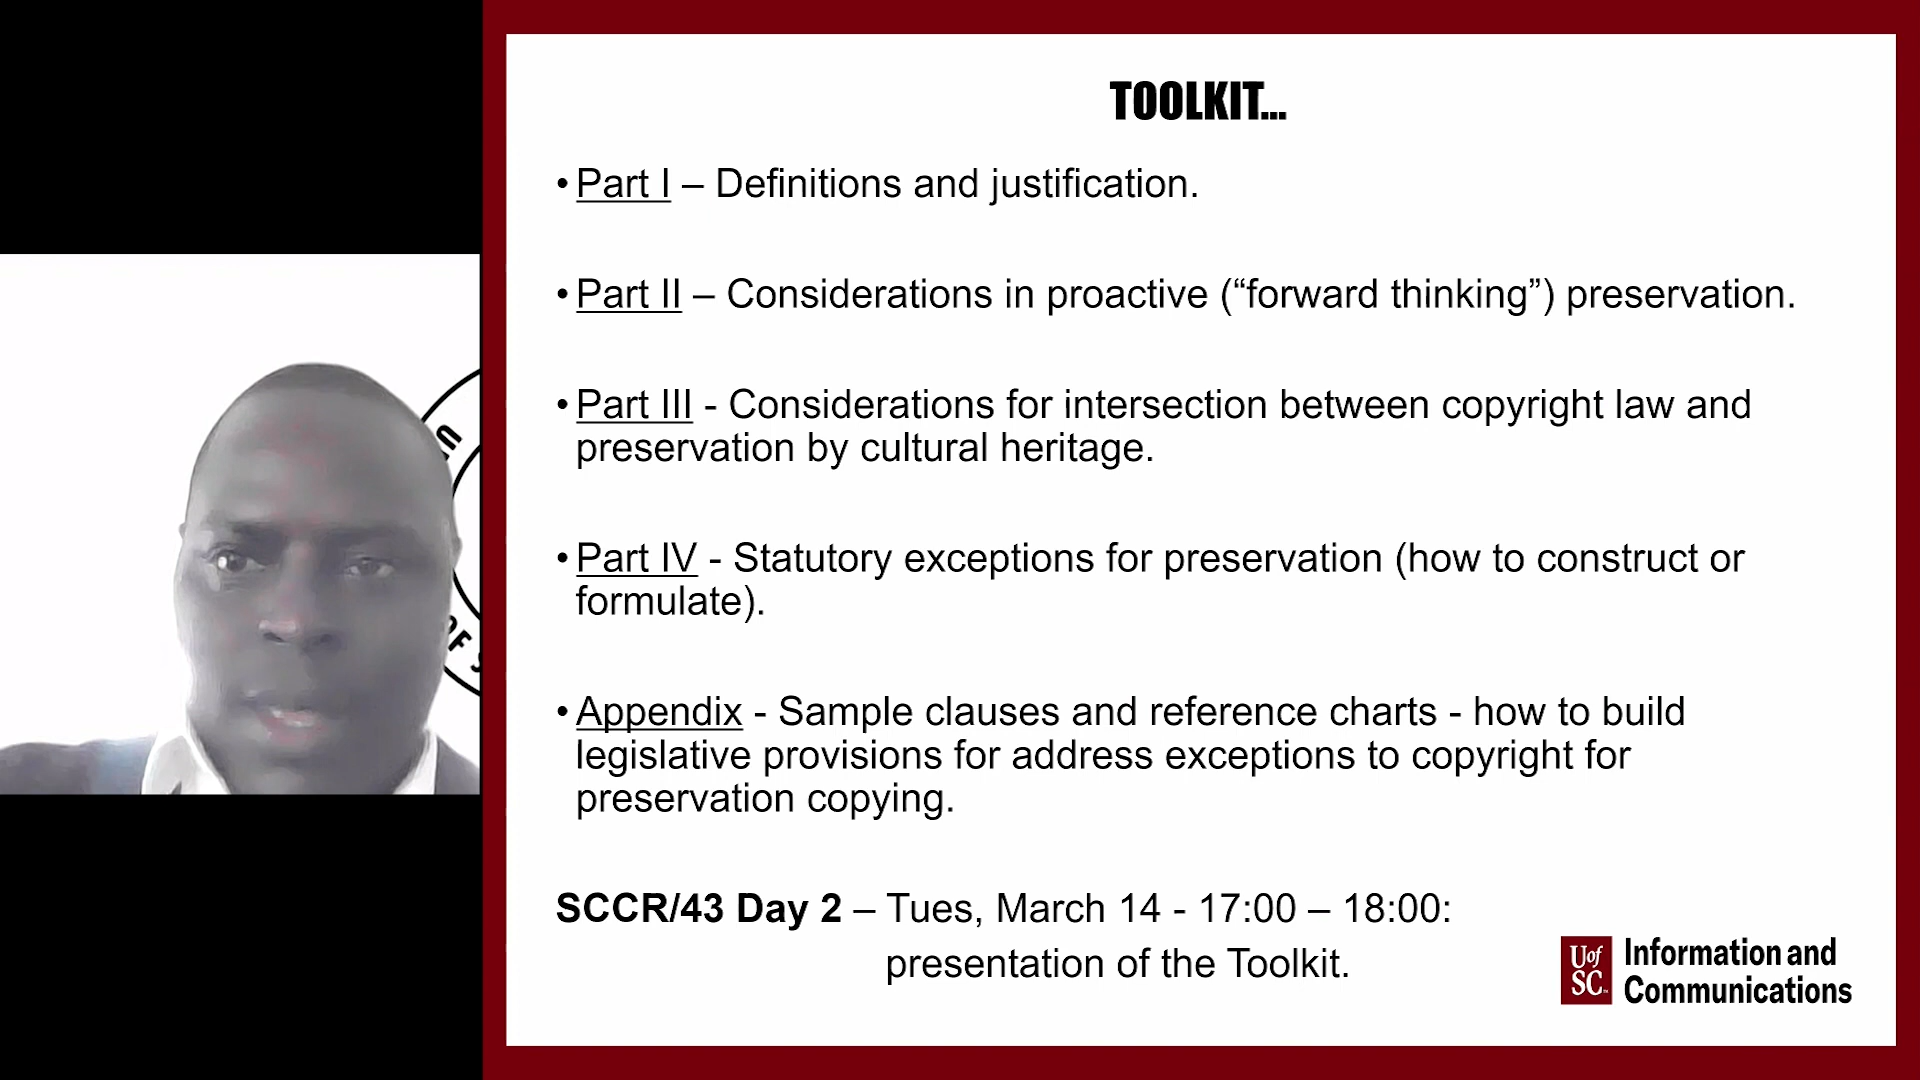 TOOLKIT...
• Part I – Definitions and justification.
• Part II – Considerations in proactive (“forward thinking”) preservation.
• Part III - Considerations for intersection between copyright law and
preservation by cultural heritage.
• Part IV - Statutory exceptions for preservation (how to construct or
formulate).
• Appendix - Sample clauses and reference charts - how to build
legislative provisions for address exceptions to copyright for
preservation copying.
SCCR/43 Day 2 – Tues, March 14 - 17:00 – 18:00:
presentation of the Toolkit.
Uof
SC
Information and
Communications
OF